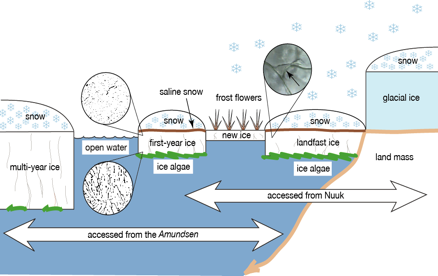 snow
glacial ice
saline snow
frost flowers
snow
snow
snow
open water
first-year ice
new ice
landfast ice
multi-year ice
ice algae
ice algae
land mass
accessed from Nuuk
accessed from the Amundsen